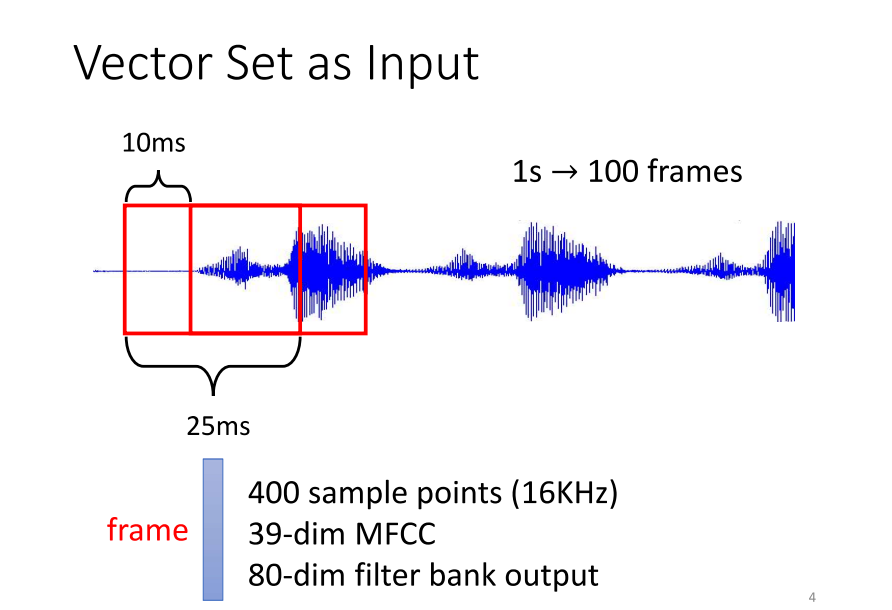 Vector Set as Input
10ms
1s → 100 frames
25ms
400 sample points (16KHz)
frame
39-dim MFCC
80-dim filter bank output
4